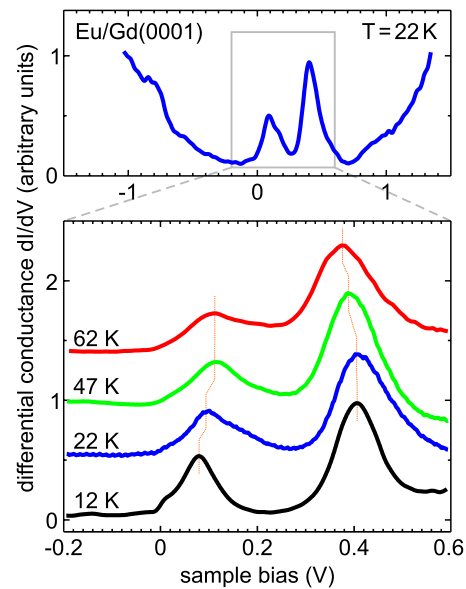 Eu/Gd(0001) T = 22 K
1
0
-1 0 1
differential conductance dI/dV (arbitrary units)
2
62 K
47 K
1
22 K
12 K
0
-0.2 0 0.2 0.4 0.6
sample bias (V)